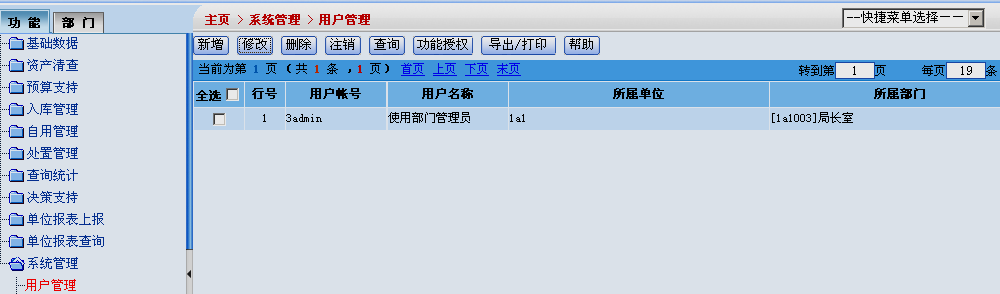 功 能 部 门
主页 > 系统管理 > 用户管理
--快捷菜单选择－－
新增 修改 删除 注销 查询 功能授权 导出/打印 帮助
当前为第 1 页 (共 1 条 ,1 页) 首页 上页 下页 末页 转到第 1 页 每页 19 条
全选 行号 用户帐号 用户名称 所属单位 所属部门
1 3admin 使用部门管理员 1a1 [1a1003]局长室
基础数据
资产清查
预算支持
入库管理
自用管理
处置管理
查询统计
决策支持
单位报表上报
单位报表查询
系统管理
用户管理